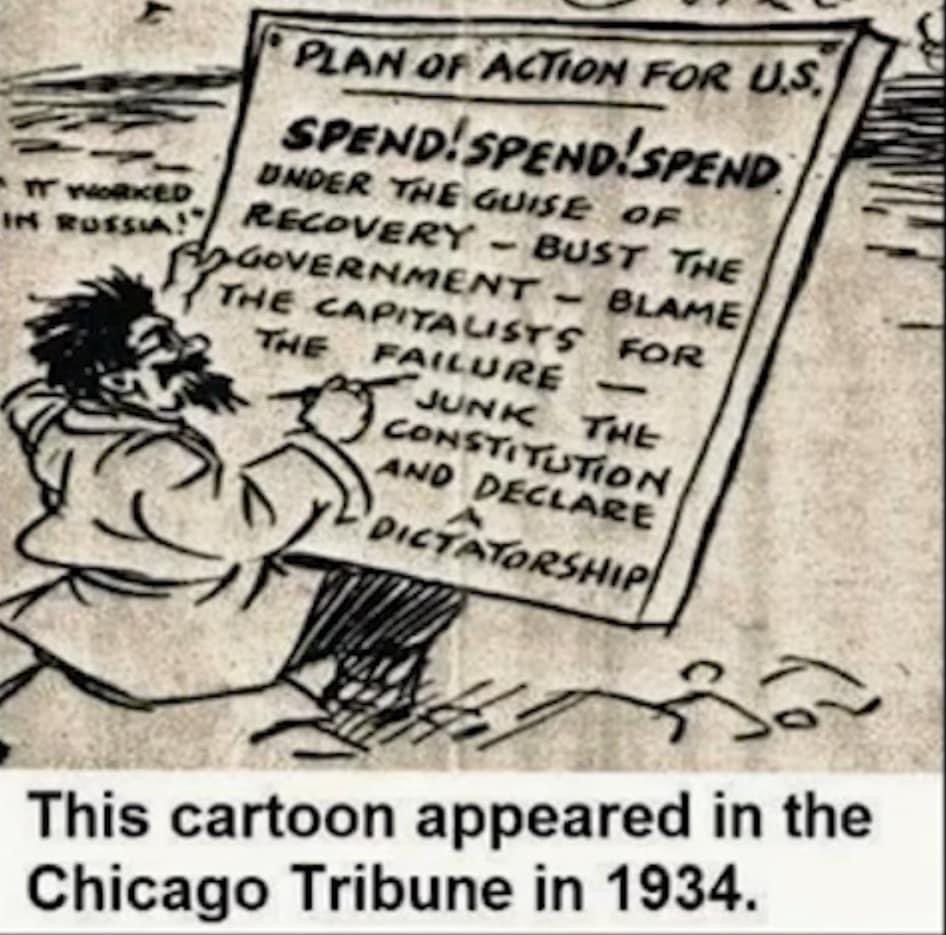 "PLAN OF ACTION FOR U.S."
SPEND! SPEND! SPEND
UNDER THE GUISE OF
RECOVERY – BUST THE
GOVERNMENT – BLAME
THE CAPITALISTS FOR
THE FAILURE —
JUNK THE
CONSTITUTION
AND DECLARE
A
DICTATORSHIP
"IT WORKED
IN RUSSIA!"
This cartoon appeared in the
Chicago Tribune in 1934.